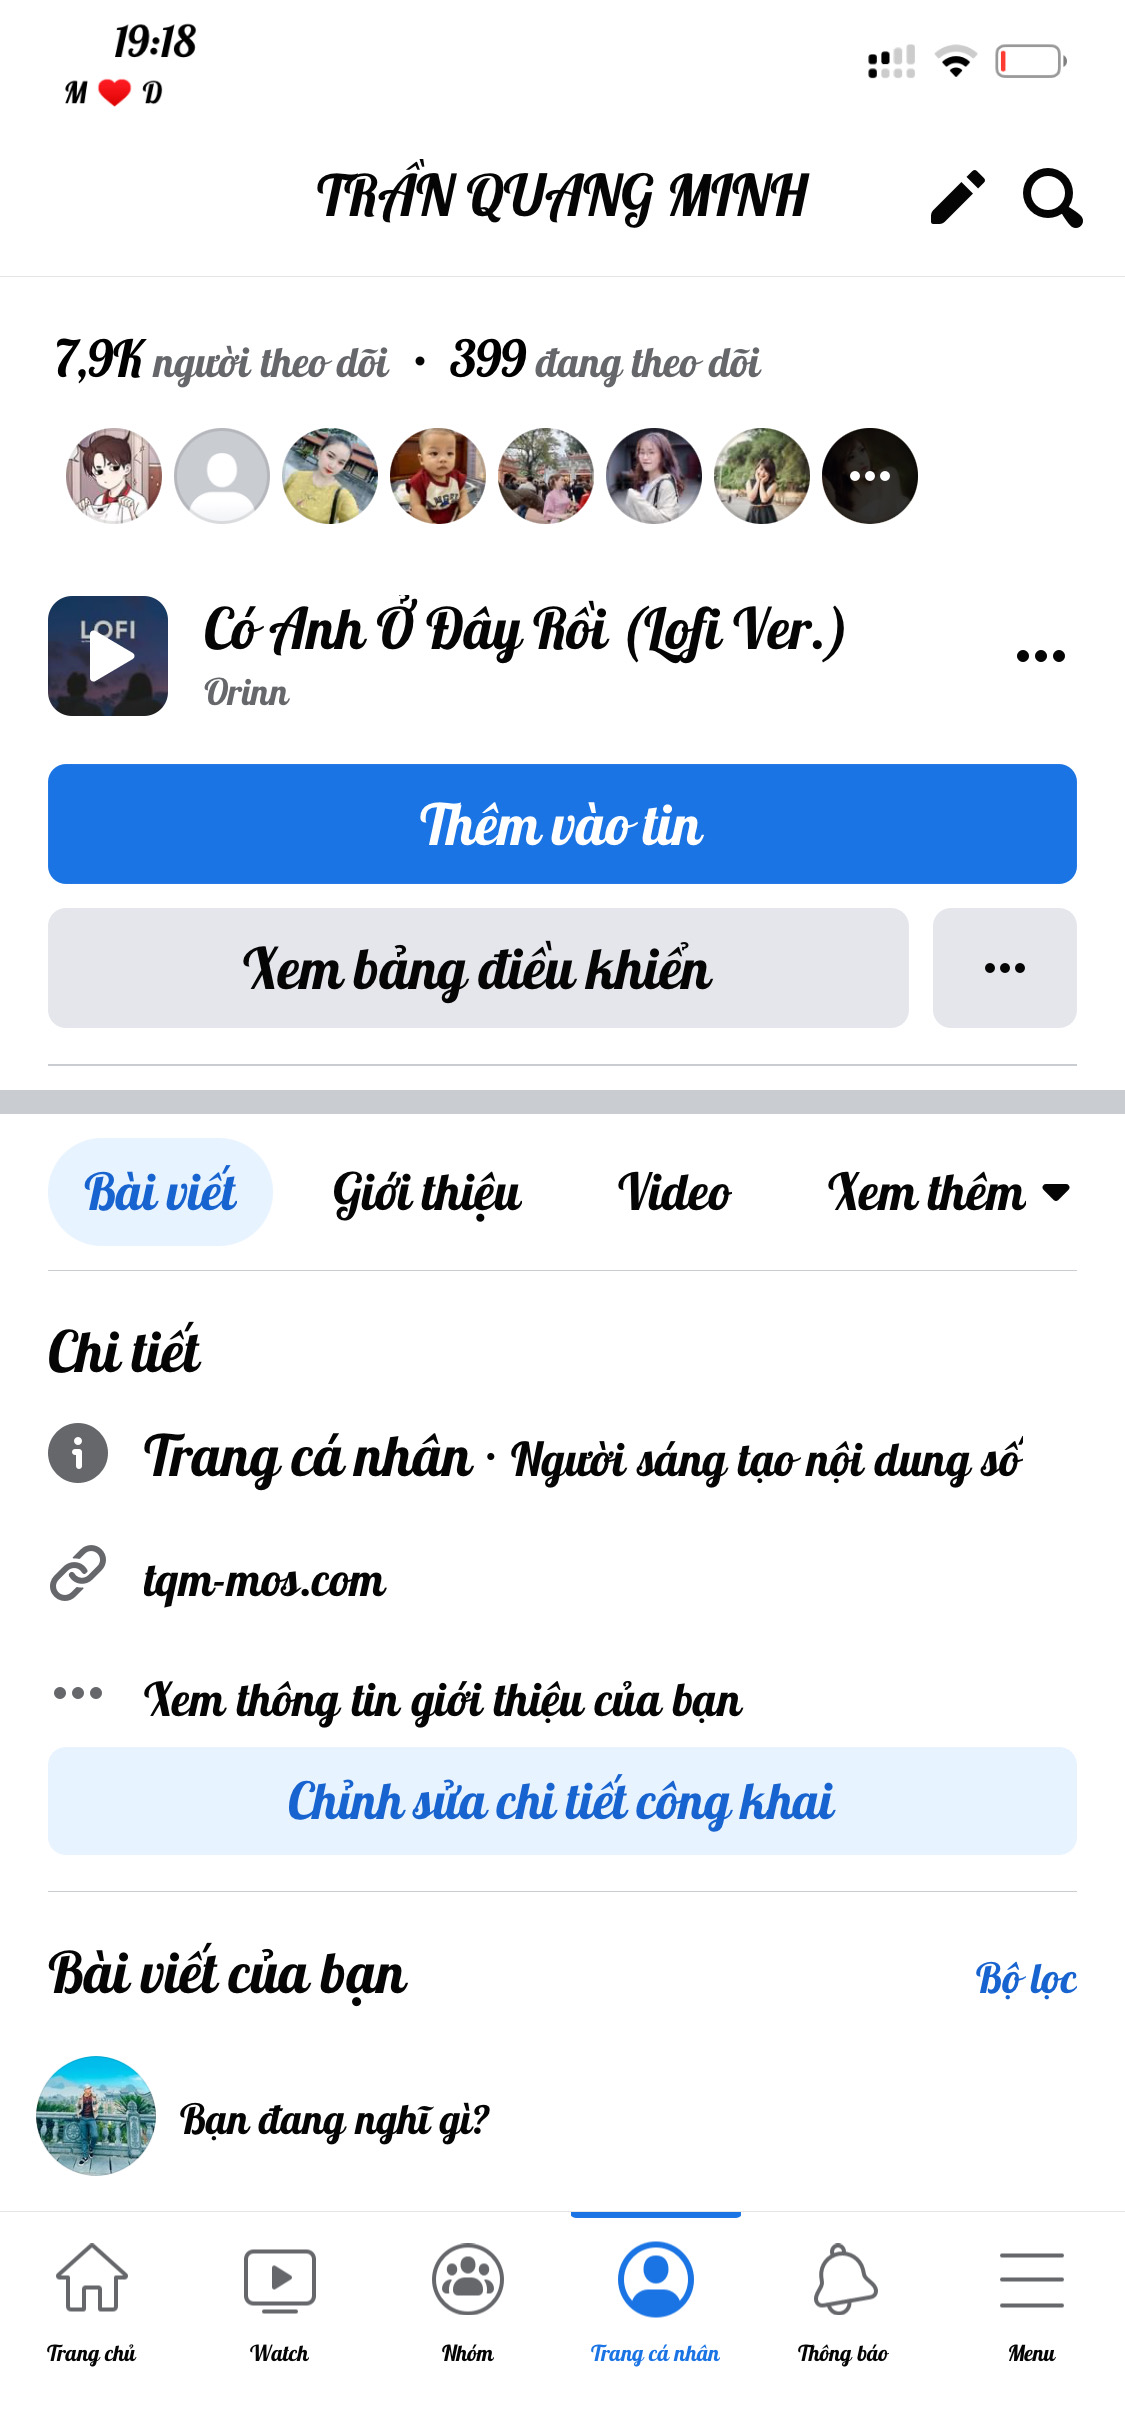 19:18
M ❤️ D
TRẦN QUANG MINH
7,9K người theo dõi • 399 đang theo dõi
LOFI
Có Anh Ở Đây Rồi (Lofi Ver.)
Orinn
Thêm vào tin
Xem bảng điều khiển
Bài viết Giới thiệu Video Xem thêm
Chi tiết
Trang cá nhân · Người sáng tạo nội dung số
tqm-mos.com
Xem thông tin giới thiệu của bạn
Chỉnh sửa chi tiết công khai
Bài viết của bạn Bộ lọc
Bạn đang nghĩ gì?
Trang chủ Watch Nhóm Trang cá nhân Thông báo Menu